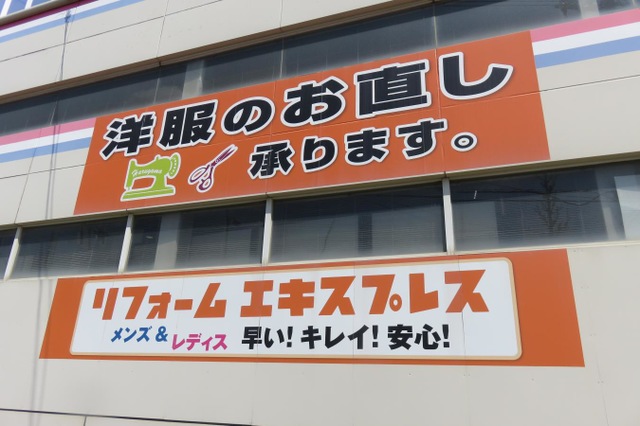 洋服のお直し
承ります。
リフォーム エキスプレス
メンズ & レディス 早い! キレイ! 安心!